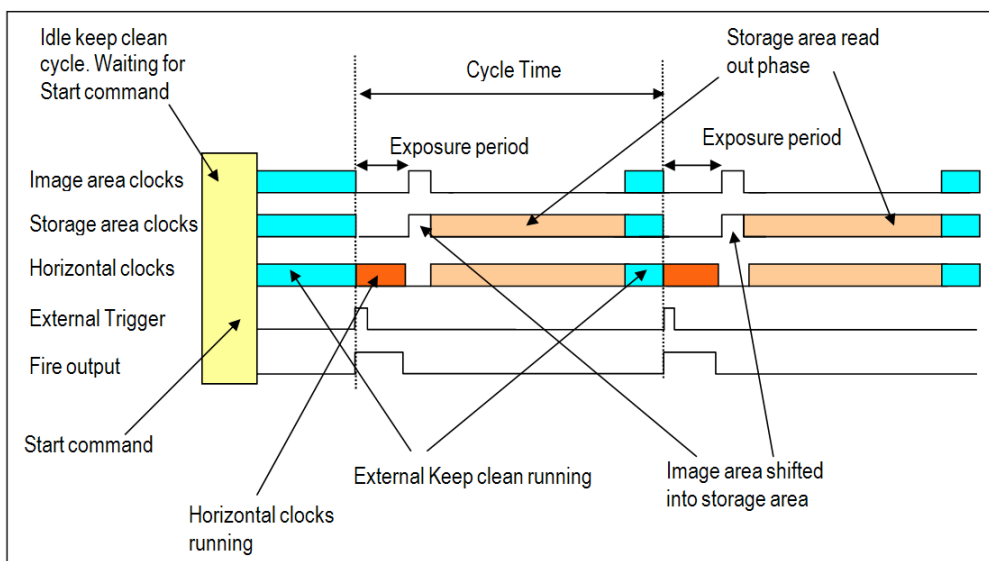 Idle keep clean
cycle. Waiting for
Start command
Storage area read
out phase
Cycle Time
Exposure period
Exposure period
Image area clocks
Storage area clocks
Horizontal clocks
External Trigger
Fire output
Start command
External Keep clean running
Image area shifted
into storage area
Horizontal clocks
running